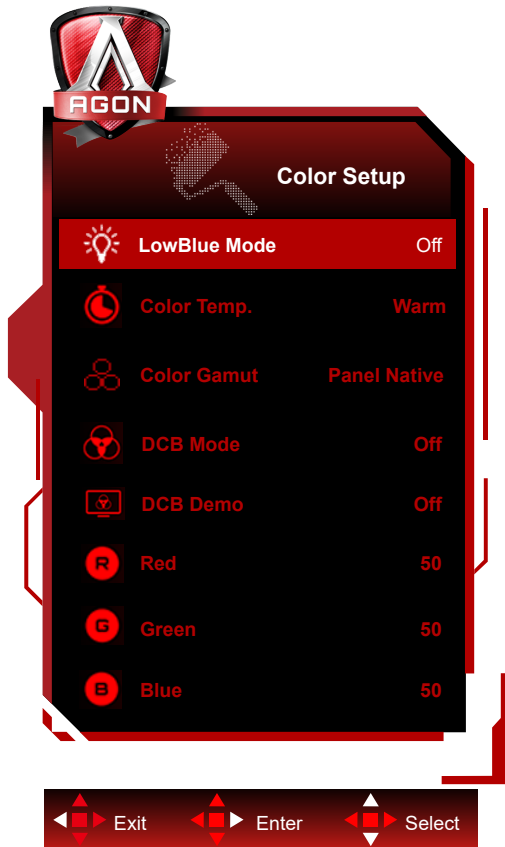 AGON
Color Setup
LowBlue Mode Off
Color Temp. Warm
Color Gamut Panel Native
DCB Mode Off
DCB Demo Off
R Red 50
G Green 50
B Blue 50
Exit Enter Select